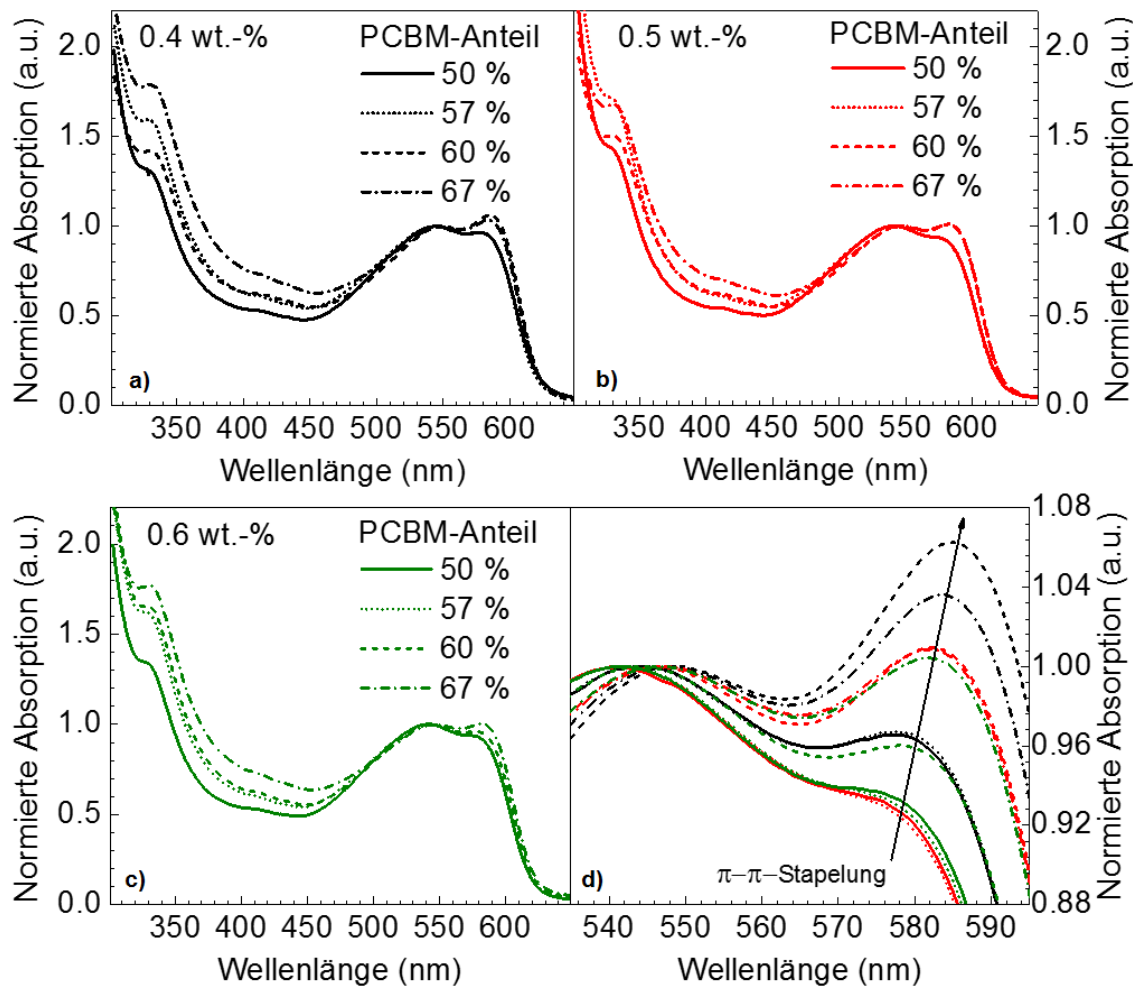 0.4 wt.-%
PCBM-Anteil
50 %
57 %
60 %
67 %
a)
Normierte Absorption (a.u.)
0.0
0.5
1.0
1.5
2.0
350 400 450 500 550 600
Wellenlänge (nm)
0.5 wt.-%
PCBM-Anteil
50 %
57 %
60 %
67 %
b)
Normierte Absorption (a.u.)
0.0
0.5
1.0
1.5
2.0
350 400 450 500 550 600
Wellenlänge (nm)
0.6 wt.-%
PCBM-Anteil
50 %
57 %
60 %
67 %
c)
Normierte Absorption (a.u.)
0.0
0.5
1.0
1.5
2.0
350 400 450 500 550 600
Wellenlänge (nm)
π–π–Stapelung
d)
Normierte Absorption (a.u.)
0.88
0.92
0.96
1.00
1.04
1.08
540 550 560 570 580 590
Wellenlänge (nm)